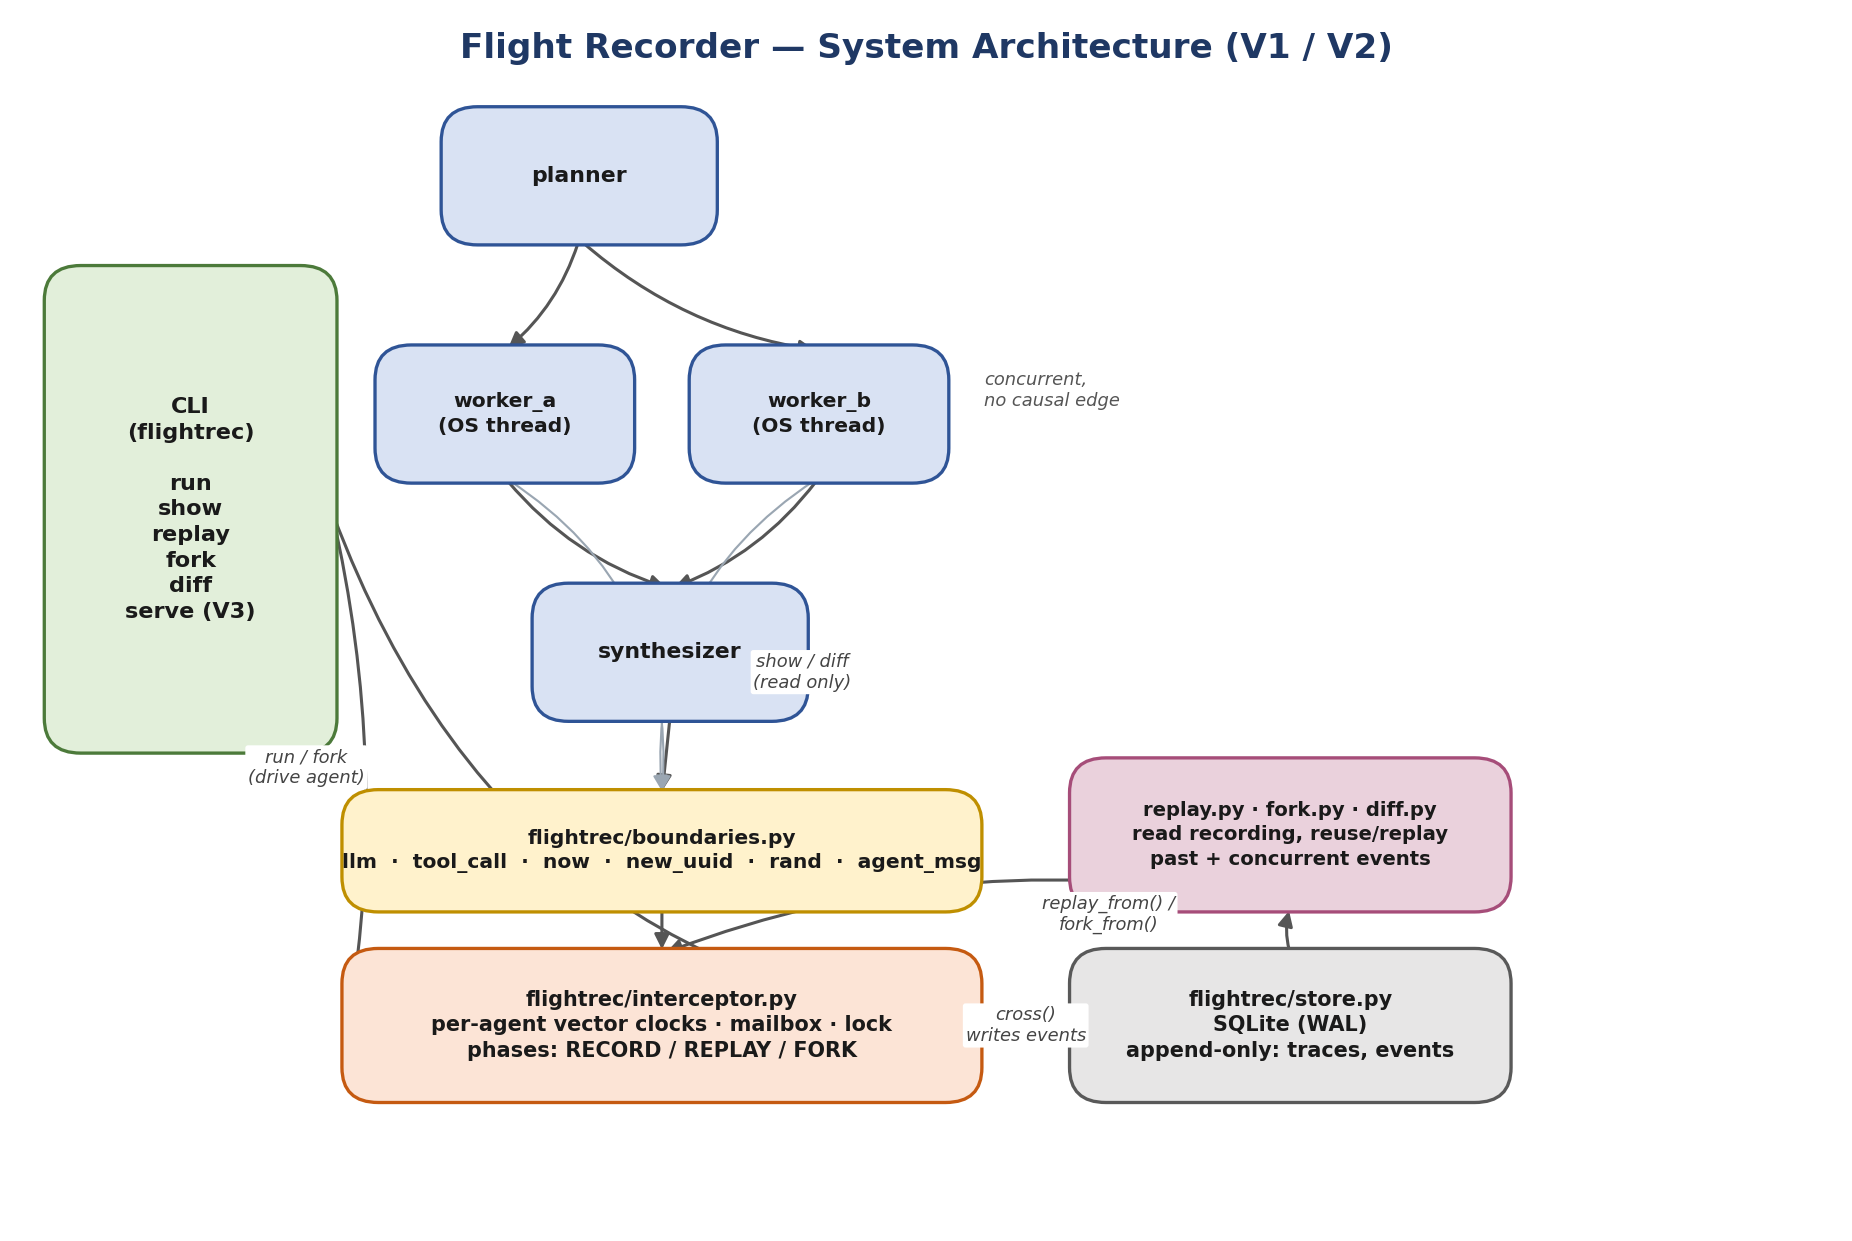 Flight Recorder — System Architecture (V1 / V2)
planner
CLI
(flightrec)
run
show
replay
fork
diff
serve (V3)
worker_a
(OS thread)
worker_b
(OS thread)
concurrent,
no causal edge
synthesizer
show / diff
(read only)
run / fork
(drive agent)
flightrec/boundaries.py
llm · tool_call · now · new_uuid · rand · agent_msg
replay.py · fork.py · diff.py
read recording, reuse/replay
past + concurrent events
replay_from() /
fork_from()
flightrec/interceptor.py
per-agent vector clocks · mailbox · lock
phases: RECORD / REPLAY / FORK
cross()
writes events
flightrec/store.py
SQLite (WAL)
append-only: traces, events